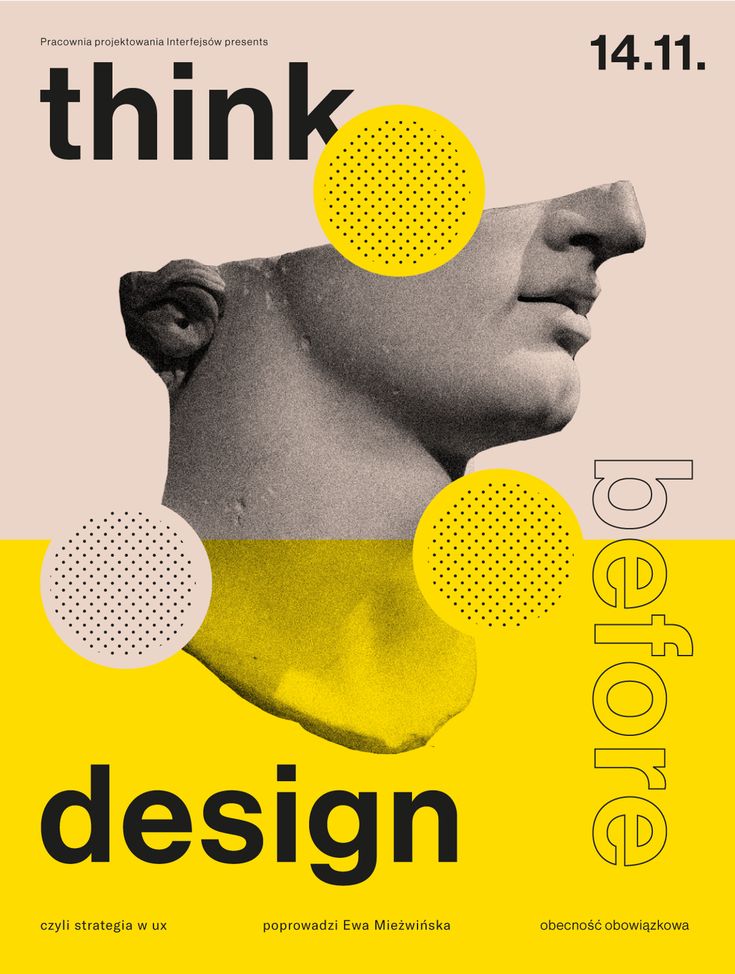 Pracownia projektowania Interfejsów presents
14.11.
think
before
design
czyli strategia w ux
poprowadzi Ewa Mieżwińska
obecność obowiązkowa